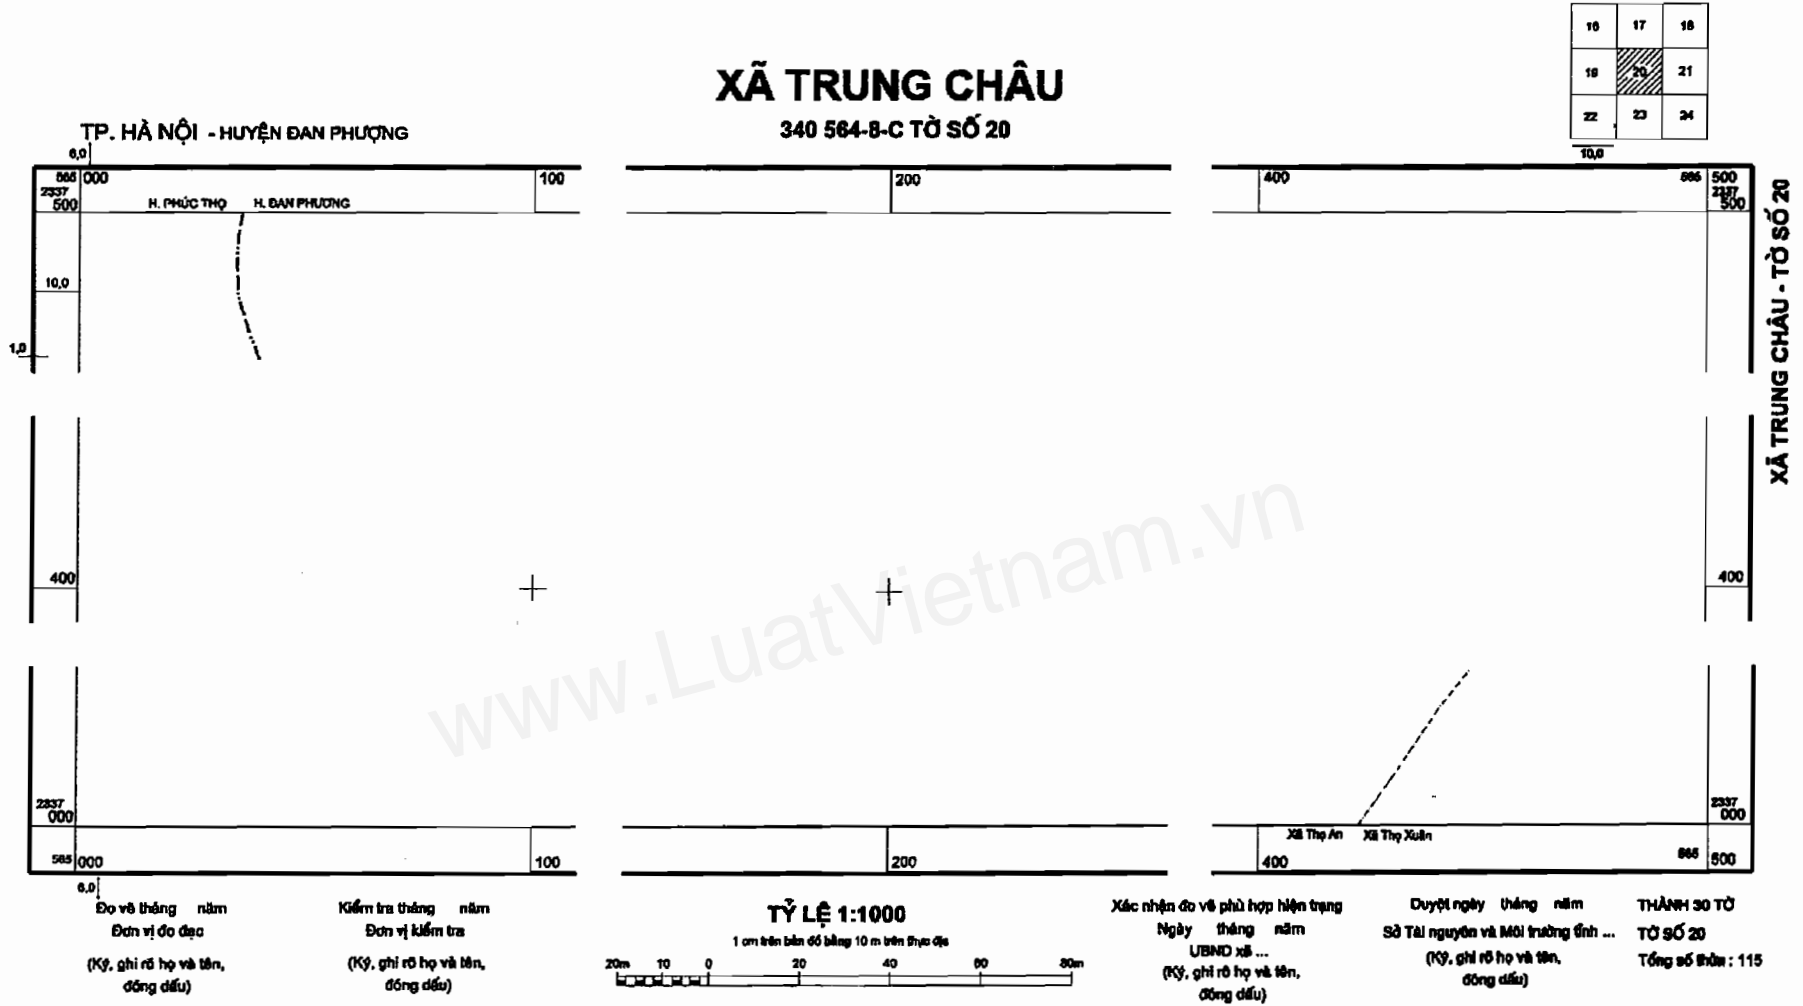 16 17 18
19 20 21
22 23 24
10,0
XÃ TRUNG CHÂU
340 564-8-C TỜ SỐ 20
TP. HÀ NỘI - HUYỆN ĐAN PHƯỢNG
6,0
565 000 100 200 400 565 500
2337 2337
500 500
H. PHÚC THỌ H. ĐAN PHƯƠNG
10,0
1,0
XÃ TRUNG CHÂU - TỜ SỐ 20
400 400
www.LuatVietnam.vn
2337 2337
000 000
Xã Thọ An Xã Thọ Xuân
565 000 100 200 400 565 500
6,0
Đo vẽ tháng năm
Đơn vị đo đạc
(Ký, ghi rõ họ và tên,
đóng dấu)
Kiểm tra tháng năm
Đơn vị kiểm tra
(Ký, ghi rõ họ và tên,
đóng dấu)
TỶ LỆ 1:1000
1 cm trên bản đồ bằng 10 m trên thực địa
20m 10 0 20 40 60 80m
Xác nhận đo vẽ phù hợp hiện trạng
Ngày tháng năm
UBND xã ...
(Ký, ghi rõ họ và tên,
đóng dấu)
Duyệt ngày tháng năm
Sở Tài nguyên và Môi trường tỉnh ...
(Ký, ghi rõ họ và tên,
đóng dấu)
THÀNH 30 TỜ
TỜ SỐ 20
Tổng số thửa : 115